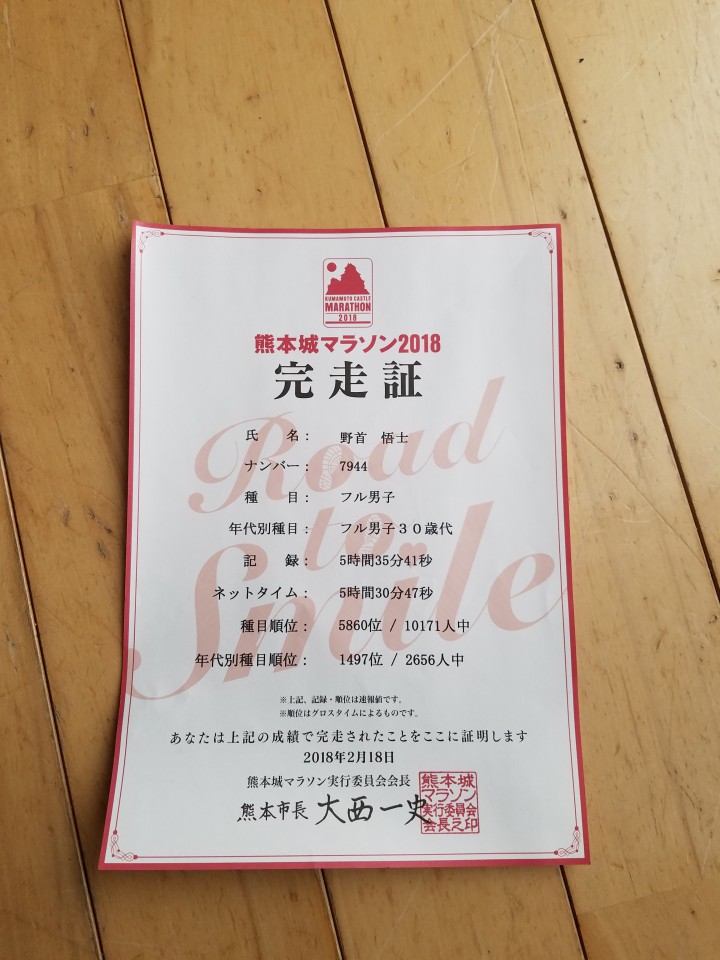 KUMAMOTO CASTLE
MARATHON
2018
熊本城マラソン2018
完走証
Road
to
Smile
氏 名： 野首 悟士
ナンバー： 7944
種 目： フル男子
年代別種目： フル男子３０歳代
記 録： 5時間35分41秒
ネットタイム： 5時間30分47秒
種目順位： 5860位 / 10171人中
年代別種目順位： 1497位 / 2656人中
※上記、記録・順位は速報値です。
※順位はグロスタイムによるものです。
あなたは上記の成績で完走されたことをここに証明します
2018年2月18日
熊本城マラソン実行委員会会長
熊本市長 大西一史
熊本城
マラソン
実行委員会
会長之印